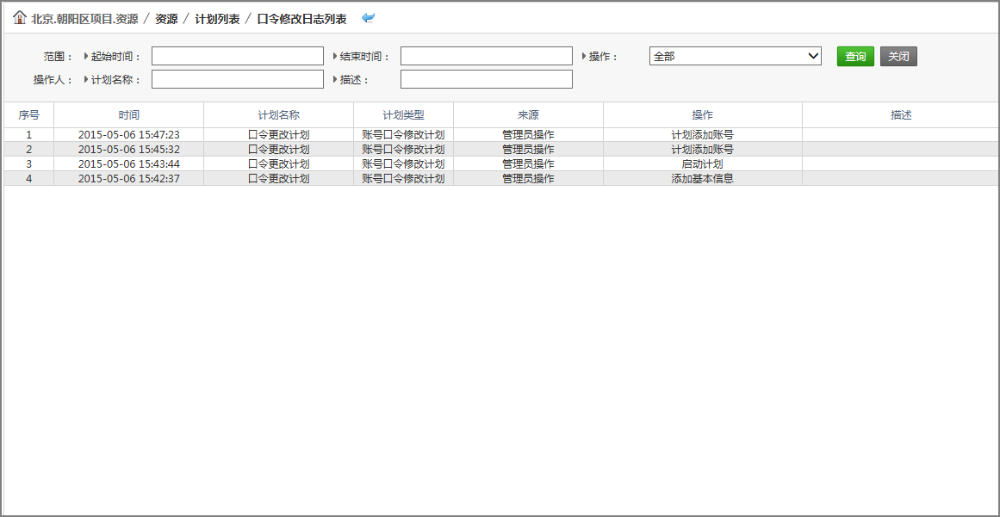 北京.朝阳区项目.资源 / 资源 / 计划列表 / 口令修改日志列表
范围： 起始时间： 结束时间： 操作： 全部 查询 关闭
操作人： 计划名称： 描述：
序号 时间 计划名称 计划类型 来源 操作 描述
1 2015-05-06 15:47:23 口令更改计划 账号口令修改计划 管理员操作 计划添加账号
2 2015-05-06 15:45:32 口令更改计划 账号口令修改计划 管理员操作 计划添加账号
3 2015-05-06 15:43:44 口令更改计划 账号口令修改计划 管理员操作 启动计划
4 2015-05-06 15:42:37 口令更改计划 账号口令修改计划 管理员操作 添加基本信息